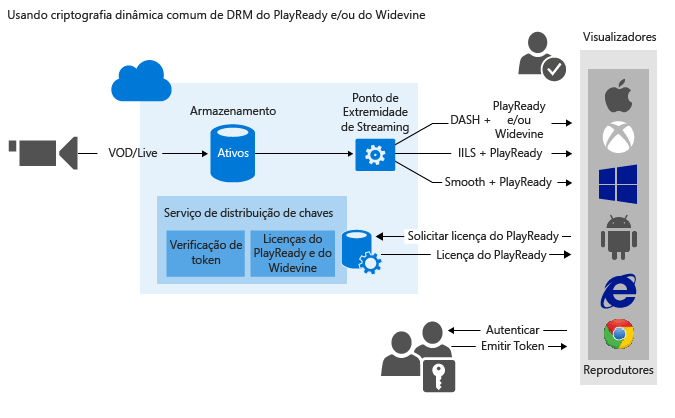 Usando criptografia dinâmica comum de DRM do PlayReady e/ou do Widevine
Visualizadores
Armazenamento
Ponto de
Extremidade
de Streaming
VOD/Live
Ativos
DASH +
PlayReady
e/ou
Widevine
IILS + PlayReady
Smooth + PlayReady
Serviço de distribuição de chaves
Verificação de
token
Licenças do
PlayReady e do
Widevine
Solicitar licença do PlayReady
Licença do PlayReady
Autenticar
Emitir Token
Reprodutores